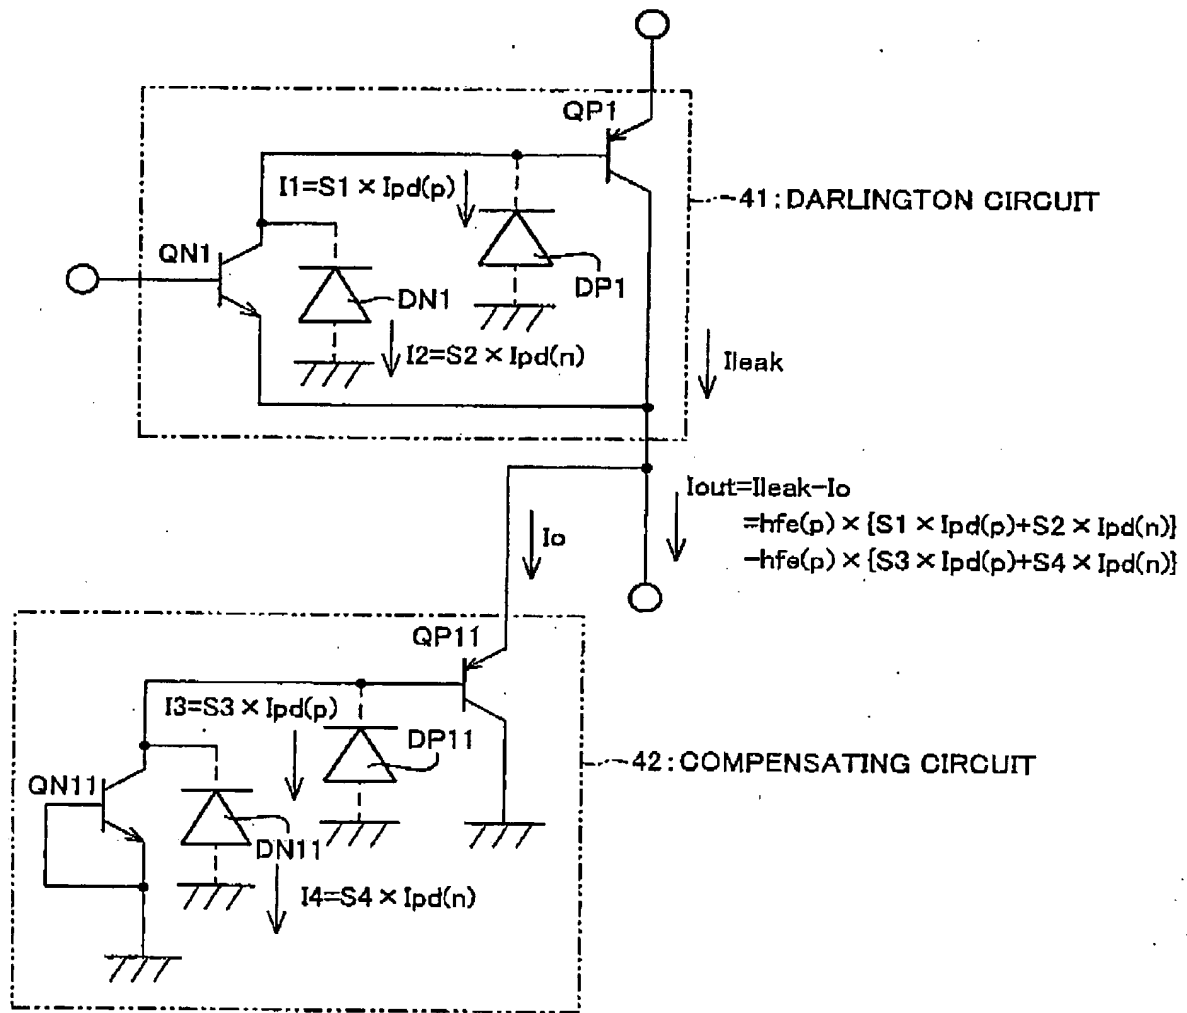 QP1
I1=S1×Ipd(p)
41:DARLINGTON CIRCUIT
QN1
DP1
DN1
I2=S2×Ipd(n)
Ileak
Iout=Ileak-Io
=hfe(p)×{S1×Ipd(p)+S2×Ipd(n)}
-hfe(p)×{S3×Ipd(p)+S4×Ipd(n)}
Io
QP11
I3=S3×Ipd(p)
DP11
42:COMPENSATING CIRCUIT
QN11
DN11
I4=S4×Ipd(n)